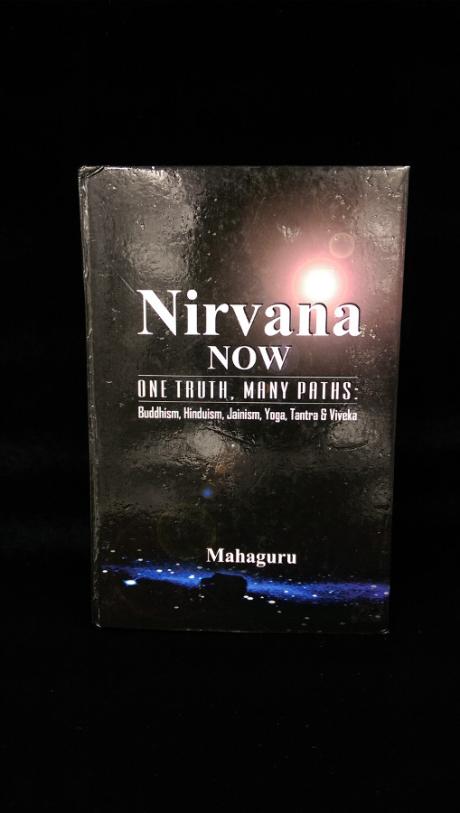 Nirvana
NOW
ONE TRUTH, MANY PATHS:
Buddhism, Hinduism, Jainism, Yoga, Tantra & Viveka
Mahaguru